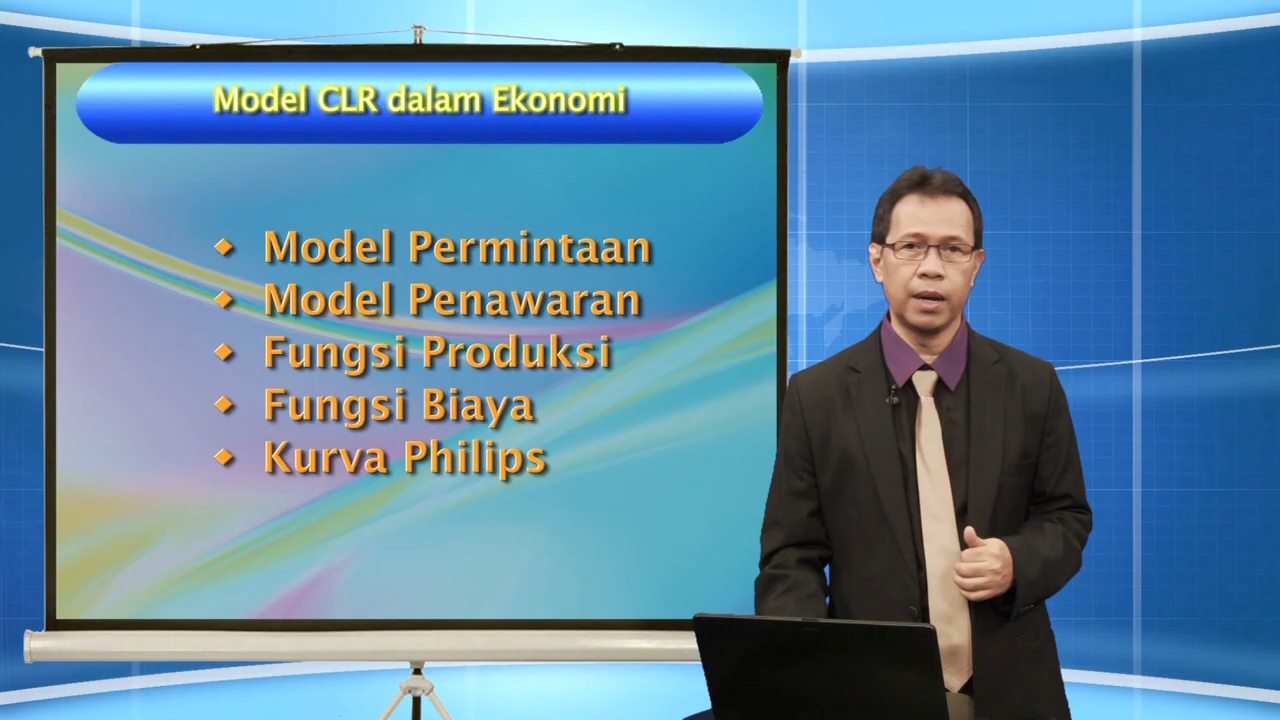 Model CLR dalam Ekonomi
Model Permintaan
Model Penawaran
Fungsi Produksi
Fungsi Biaya
Kurva Philips